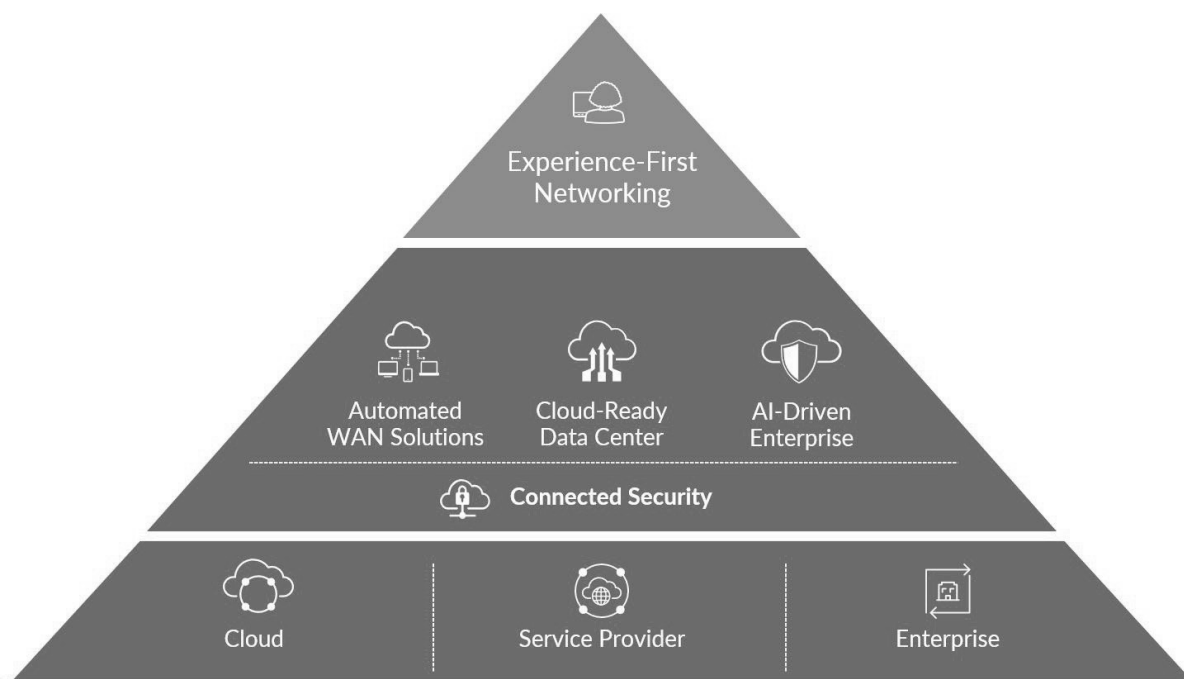 Experience-First
Networking
Automated
WAN Solutions
Cloud-Ready
Data Center
AI-Driven
Enterprise
Connected Security
Cloud
Service Provider
Enterprise